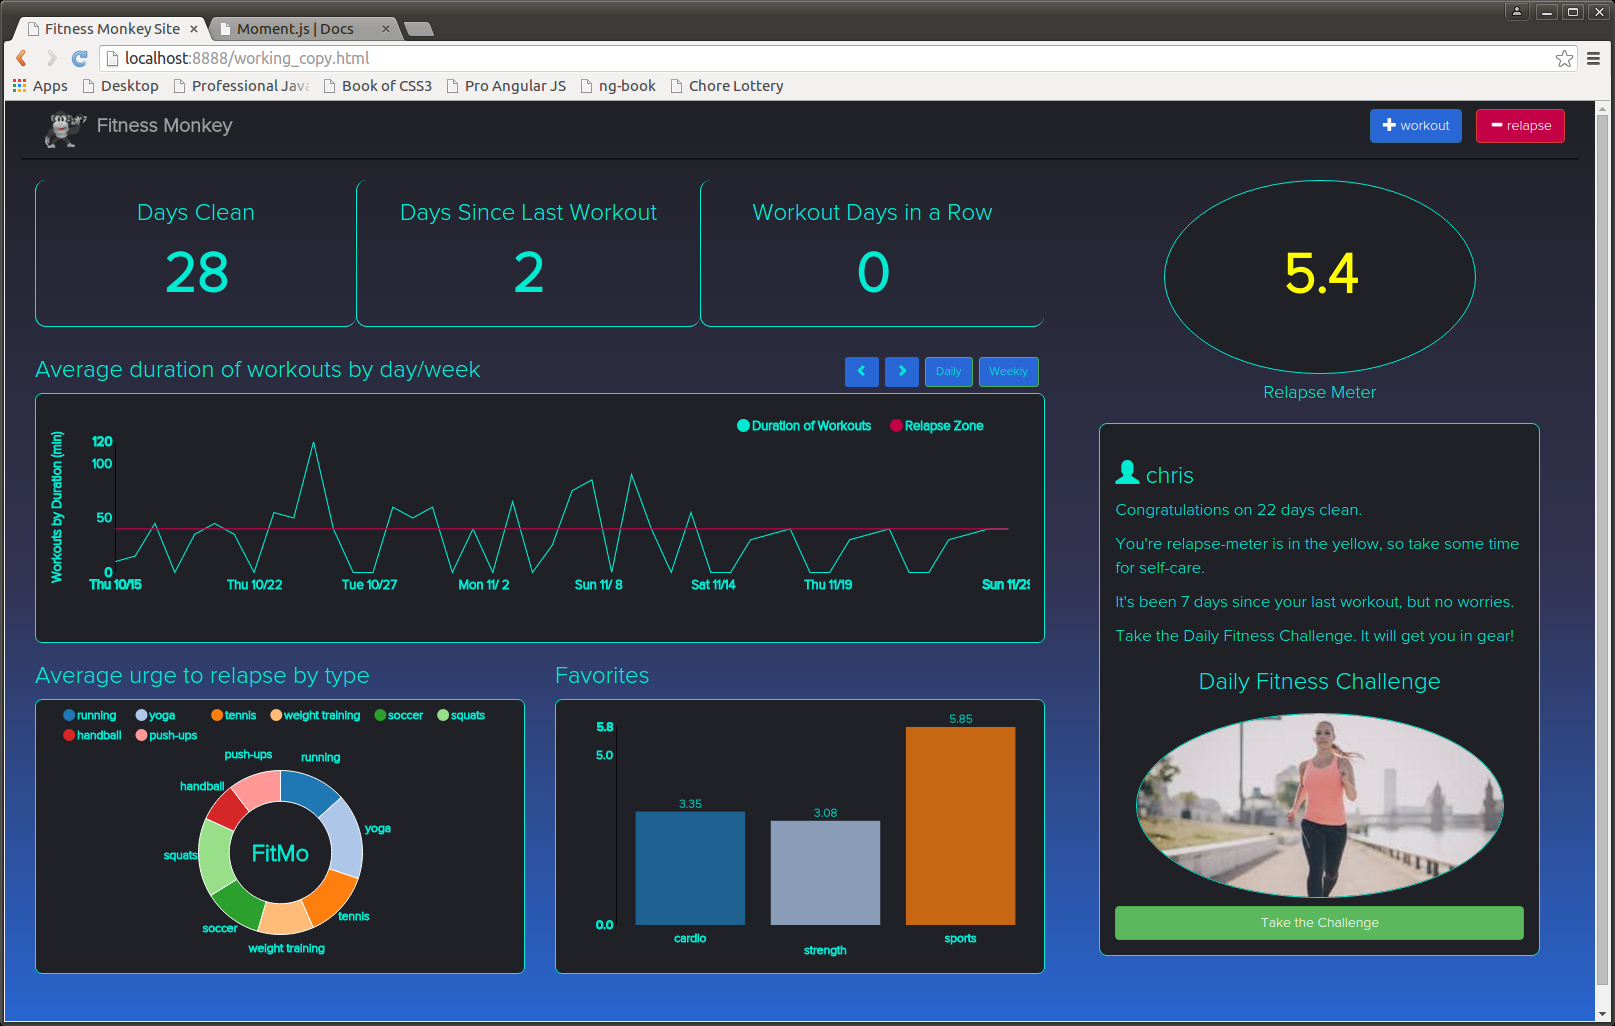 Fitness Monkey Site
Moment.js | Docs
localhost:8888/working_copy.html
Apps
Desktop
Professional Java
Book of CSS3
Pro Angular JS
ng-book
Chore Lottery
Fitness Monkey
workout
relapse
Days Clean
28
Days Since Last Workout
2
Workout Days in a Row
0
5.4
Relapse Meter
Average duration of workouts by day/week
Daily
Weekly
Duration of Workouts
Relapse Zone
Workouts by Duration (min)
120
100
50
0
Thu 10/15
Thu 10/22
Tue 10/27
Mon 11/ 2
Sun 11/ 8
Sat 11/14
Thu 11/19
Sun 11/29
chris
Congratulations on 22 days clean.
You're relapse-meter is in the yellow, so take some time
for self-care.
It's been 7 days since your last workout, but no worries.
Take the Daily Fitness Challenge. It will get you in gear!
Daily Fitness Challenge
Take the Challenge
Average urge to relapse by type
running
yoga
tennis
weight training
soccer
squats
handball
push-ups
push-ups
running
handball
yoga
FitMo
squats
tennis
soccer
weight training
Favorites
5.8
5.0
0.0
3.35
3.08
5.85
cardio
strength
sports